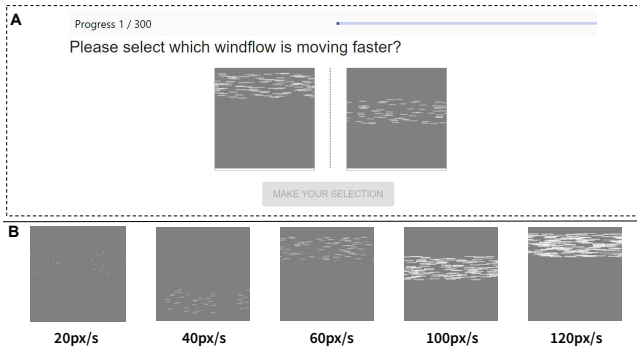 A
Progress 1 / 300
Please select which windflow is moving faster?
MAKE YOUR SELECTION
B
20px/s 40px/s 60px/s 100px/s 120px/s